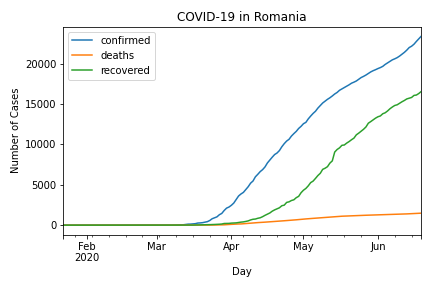 COVID-19 in Romania
confirmed
deaths
recovered
Number of Cases
20000
15000
10000
5000
0
Feb
2020
Mar
Apr
May
Jun
Day